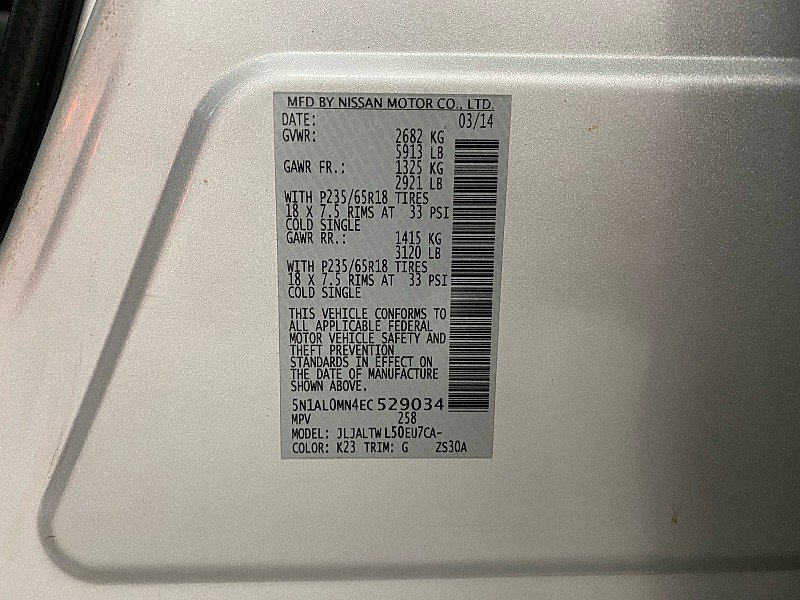 MFD BY NISSAN MOTOR CO., LTD.
DATE: 03/14
GVWR: 2682 KG
5913 LB
GAWR FR.: 1325 KG
2921 LB
WITH P235/65R18 TIRES
18 X 7.5 RIMS AT 33 PSI
COLD SINGLE
GAWR RR.: 1415 KG
3120 LB
WITH P235/65R18 TIRES
18 X 7.5 RIMS AT 33 PSI
COLD SINGLE
THIS VEHICLE CONFORMS TO
ALL APPLICABLE FEDERAL
MOTOR VEHICLE SAFETY AND
THEFT PREVENTION
STANDARDS IN EFFECT ON
THE DATE OF MANUFACTURE
SHOWN ABOVE.
5N1AL0MN4EC529034
MPV 258
MODEL: JLJALTWL50EU7CA-
COLOR: K23 TRIM: G ZS30A